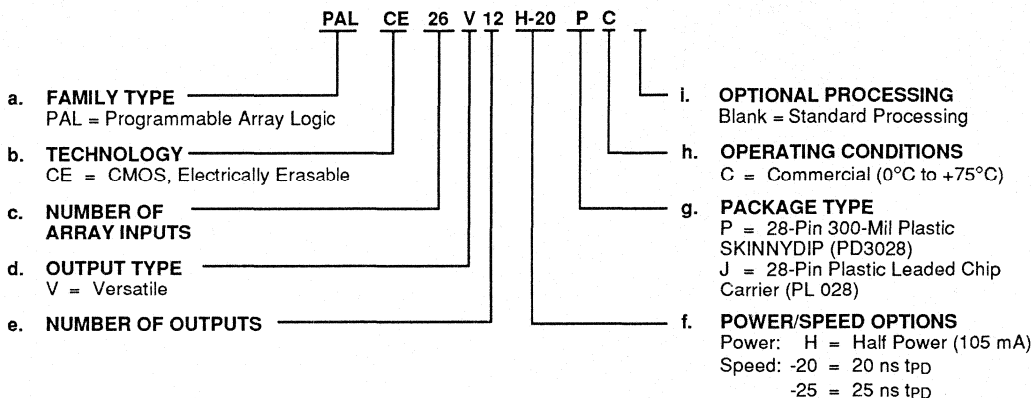 PAL CE 26 V 12 H-20 P C
a. FAMILY TYPE
PAL = Programmable Array Logic
b. TECHNOLOGY
CE = CMOS, Electrically Erasable
c. NUMBER OF
ARRAY INPUTS
d. OUTPUT TYPE
V = Versatile
e. NUMBER OF OUTPUTS
i. OPTIONAL PROCESSING
Blank = Standard Processing
h. OPERATING CONDITIONS
C = Commercial (0°C to +75°C)
g. PACKAGE TYPE
P = 28-Pin 300-Mil Plastic
SKINNYDIP (PD3028)
J = 28-Pin Plastic Leaded Chip
Carrier (PL 028)
f. POWER/SPEED OPTIONS
Power: H = Half Power (105 mA)
Speed: -20 = 20 ns tPD
-25 = 25 ns tPD